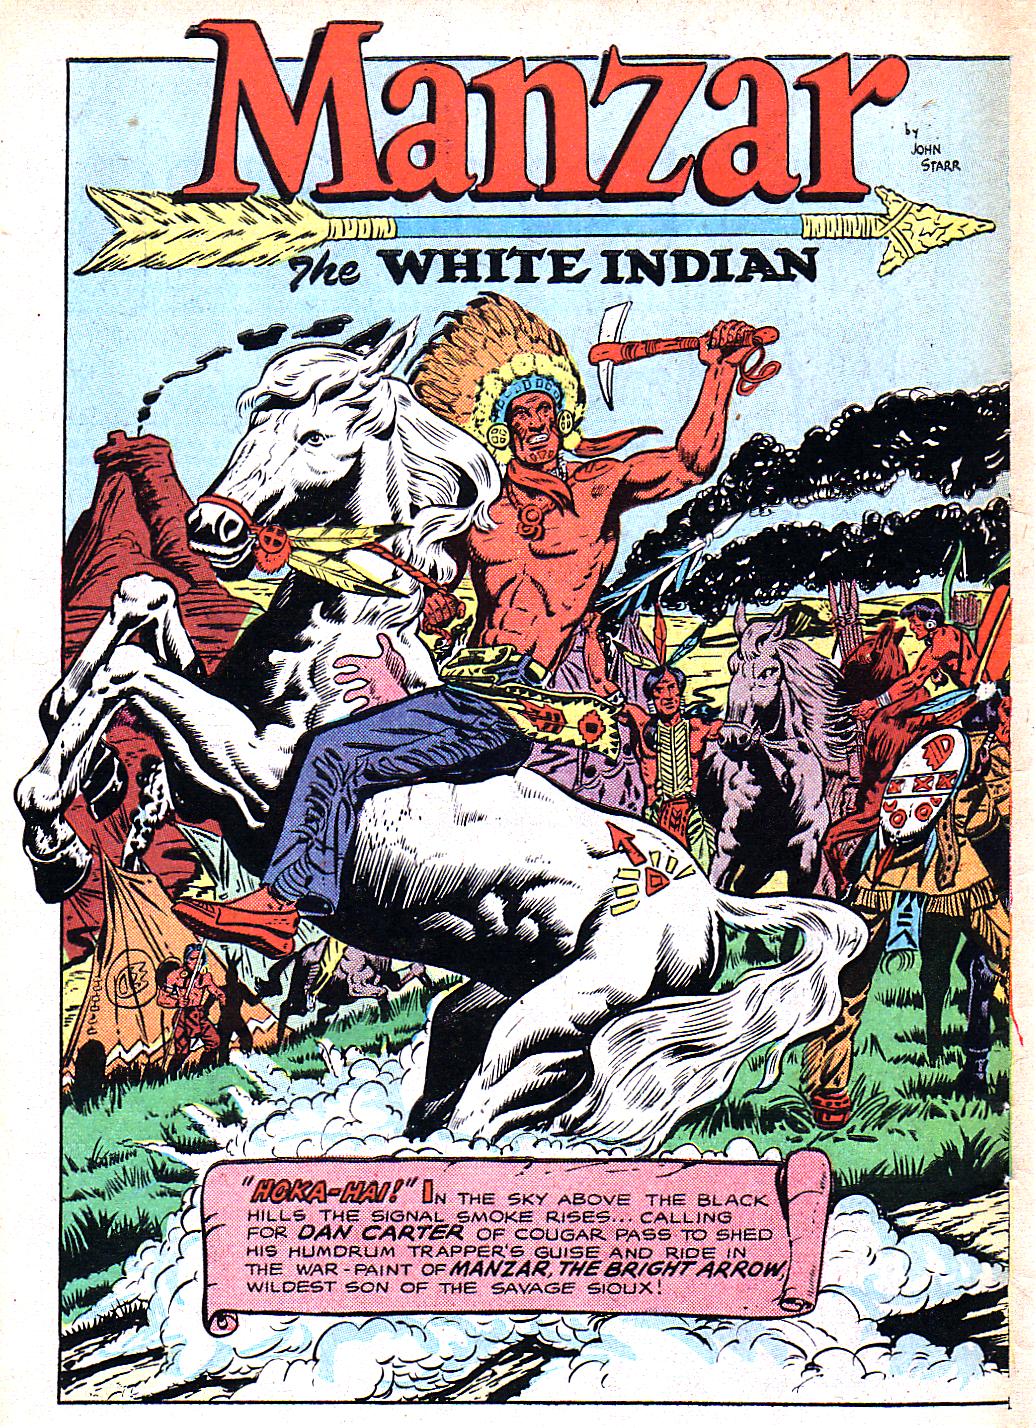 Manzar
by
JOHN
STARR
The WHITE INDIAN
"HOKA-HAI!" IN THE SKY ABOVE THE BLACK
HILLS THE SIGNAL SMOKE RISES... CALLING
FOR DAN CARTER OF COUGAR PASS TO SHED
HIS HUMDRUM TRAPPER'S GUISE AND RIDE IN
THE WAR-PAINT OF MANZAR, THE BRIGHT ARROW,
WILDEST SON OF THE SAVAGE SIOUX!